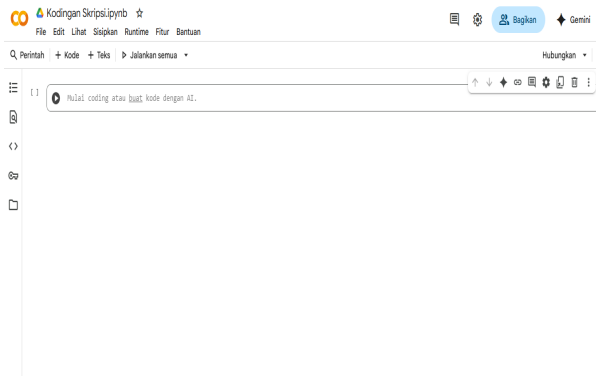 Kodingan Skripsi.ipynb
File Edit Lihat Sisipkan Runtime Fitur Bantuan
Bagikan
Gemini
Perintah + Kode + Teks Jalankan semua
Hubungkan
[ ] Mulai coding atau buat kode dengan AI.